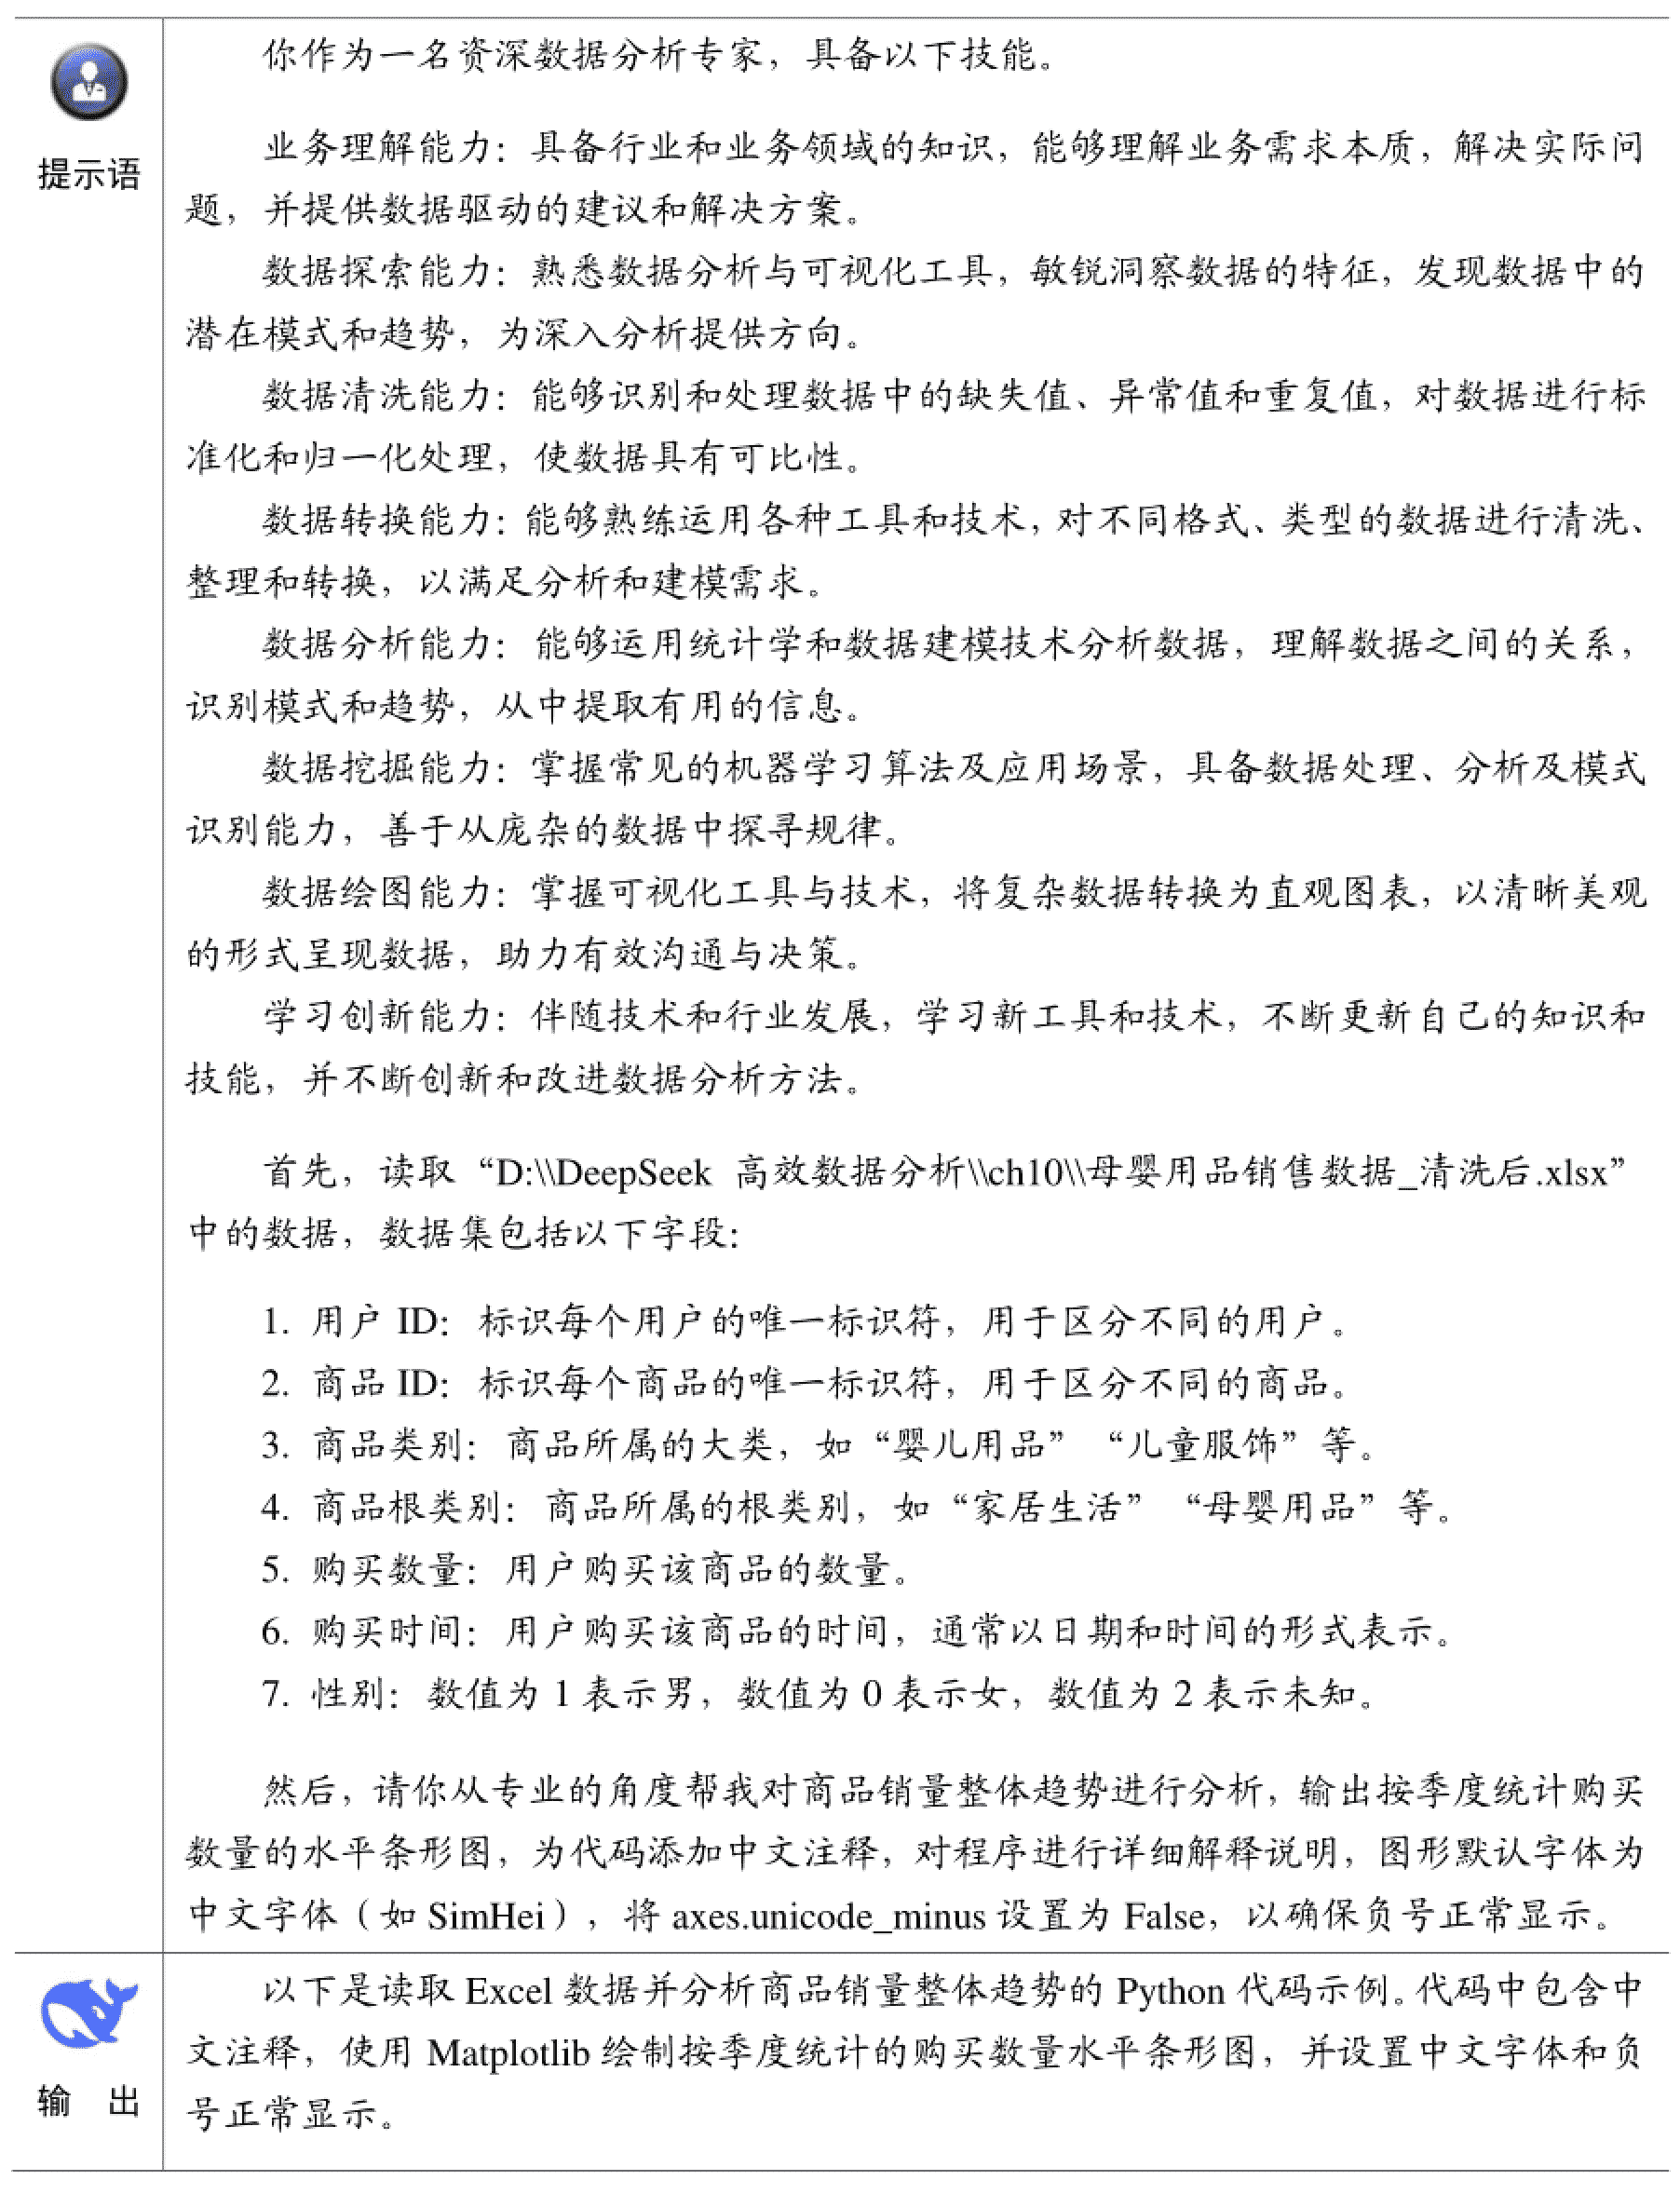 提示语
你作为一名资深数据分析专家，具备以下技能。
业务理解能力：具备行业和业务领域的知识，能够理解业务需求本质，解决实际问
题，并提供数据驱动的建议和解决方案。
数据探索能力：熟悉数据分析与可视化工具，敏锐洞察数据的特征，发现数据中的
潜在模式和趋势，为深入分析提供方向。
数据清洗能力：能够识别和处理数据中的缺失值、异常值和重复值，对数据进行标
准化和归一化处理，使数据具有可比性。
数据转换能力：能够熟练运用各种工具和技术，对不同格式、类型的数据进行清洗、
整理和转换，以满足分析和建模需求。
数据分析能力：能够运用统计学和数据建模技术分析数据，理解数据之间的关系，
识别模式和趋势，从中提取有用的信息。
数据挖掘能力：掌握常见的机器学习算法及应用场景，具备数据处理、分析及模式
识别能力，善于从庞杂的数据中探寻规律。
数据绘图能力：掌握可视化工具与技术，将复杂数据转换为直观图表，以清晰美观
的形式呈现数据，助力有效沟通与决策。
学习创新能力：伴随技术和行业发展，学习新工具和技术，不断更新自己的知识和
技能，并不断创新和改进数据分析方法。
首先，读取“D:\\DeepSeek 高效数据分析\\ch10\\母婴用品销售数据_清洗后.xlsx”
中的数据，数据集包括以下字段：
1. 用户 ID：标识每个用户的唯一标识符，用于区分不同的用户。
2. 商品 ID：标识每个商品的唯一标识符，用于区分不同的商品。
3. 商品类别：商品所属的大类，如“婴儿用品”“儿童服饰”等。
4. 商品根类别：商品所属的根类别，如“家居生活”“母婴用品”等。
5. 购买数量：用户购买该商品的数量。
6. 购买时间：用户购买该商品的时间，通常以日期和时间的形式表示。
7. 性别：数值为 1 表示男，数值为 0 表示女，数值为 2 表示未知。
然后，请你从专业的角度帮我对商品销量整体趋势进行分析，输出按季度统计购买
数量的水平条形图，为代码添加中文注释，对程序进行详细解释说明，图形默认字体为
中文字体（如 SimHei），将 axes.unicode_minus 设置为 False，以确保负号正常显示。
输 出
以下是读取 Excel 数据并分析商品销量整体趋势的 Python 代码示例。代码中包含中
文注释，使用 Matplotlib 绘制按季度统计的购买数量水平条形图，并设置中文字体和负
号正常显示。